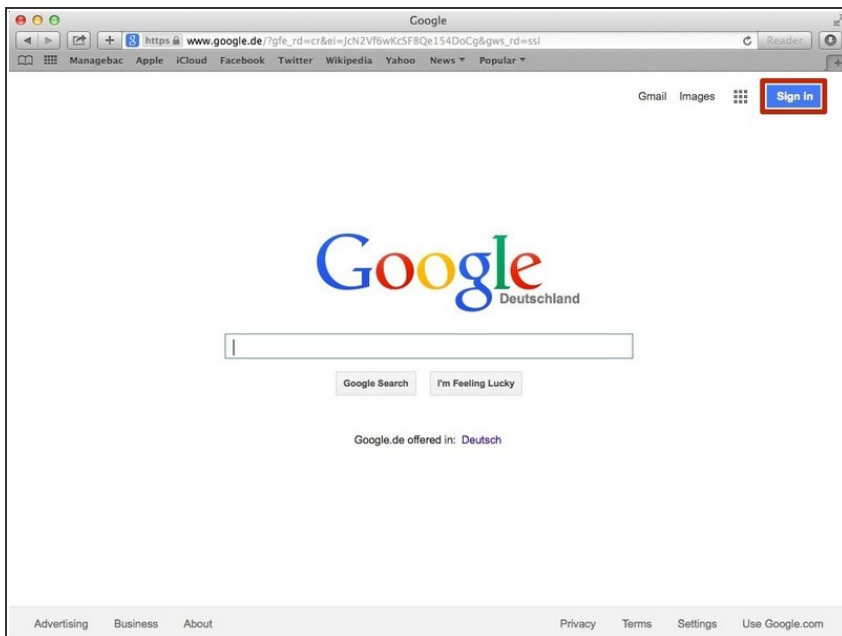 Google
https www.google.de/?gfe_rd=cr&ei=JcN2Vf6wKcSF8Qe154DoCg&gws_rd=ssl Reader
Managebac Apple iCloud Facebook Twitter Wikipedia Yahoo News Popular
Gmail Images Sign in
Google
Deutschland
Google Search I'm Feeling Lucky
Google.de offered in: Deutsch
Advertising Business About Privacy Terms Settings Use Google.com